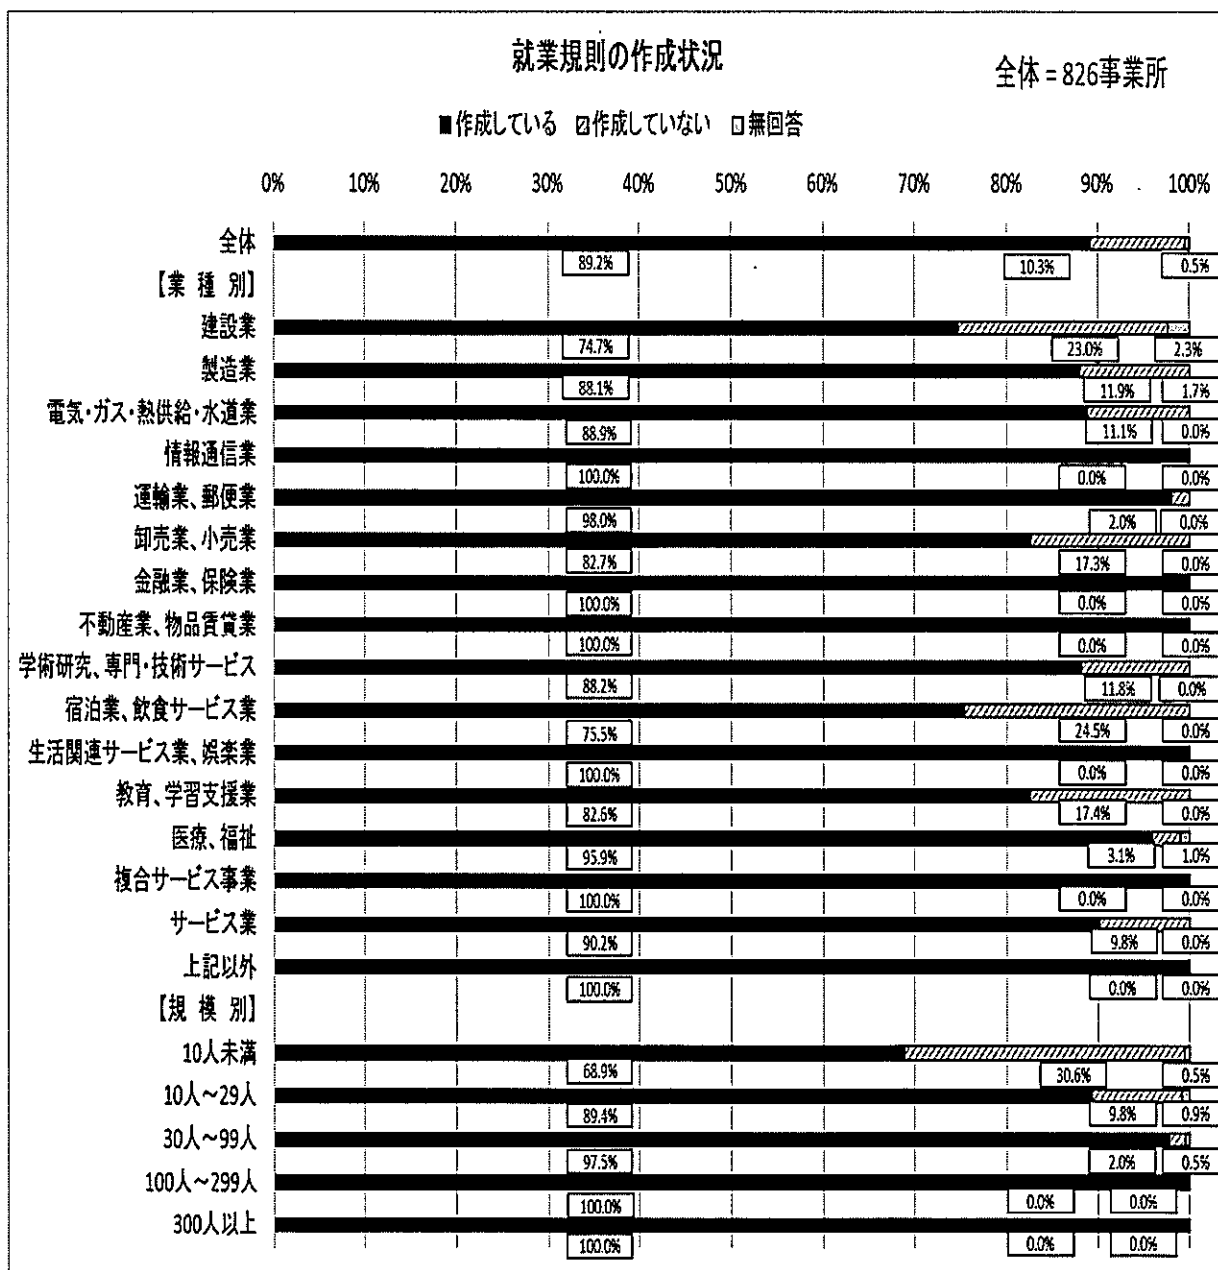 就業規則の作成状況
全体=826事業所
■作成している ▨作成していない □無回答
0% 10% 20% 30% 40% 50% 60% 70% 80% 90% 100%
全体
89.2% 10.3% 0.5%
【業 種 別】
建設業
74.7% 23.0% 2.3%
製造業
88.1% 11.9% 1.7%
電気・ガス・熱供給・水道業
88.9% 11.1% 0.0%
情報通信業
100.0% 0.0% 0.0%
運輸業、郵便業
98.0% 2.0% 0.0%
卸売業、小売業
82.7% 17.3% 0.0%
金融業、保険業
100.0% 0.0% 0.0%
不動産業、物品賃貸業
100.0% 0.0% 0.0%
学術研究、専門・技術サービス
88.2% 11.8% 0.0%
宿泊業、飲食サービス業
75.5% 24.5% 0.0%
生活関連サービス業、娯楽業
100.0% 0.0% 0.0%
教育、学習支援業
82.6% 17.4% 0.0%
医療、福祉
95.9% 3.1% 1.0%
複合サービス事業
100.0% 0.0% 0.0%
サービス業
90.2% 9.8% 0.0%
上記以外
100.0% 0.0% 0.0%
【規 模 別】
10人未満
68.9% 30.6% 0.5%
10人～29人
89.4% 9.8% 0.9%
30人～99人
97.5% 2.0% 0.5%
100人～299人
100.0% 0.0% 0.0%
300人以上
100.0% 0.0% 0.0%